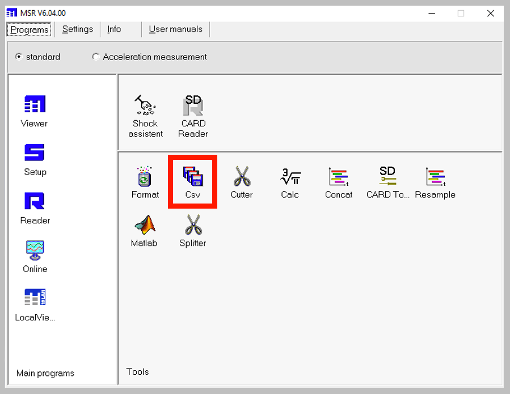 MSR V6.04.00
Programs Settings Info User manuals
standard Acceleration measurement
Viewer
Setup
Reader
Online
LocalVie...
Main programs
Shock assistent
SD
CARD Reader
Format
Csv
Cutter
Calc
Concat
SD
CARD To...
Resample
Matlab
Splitter
Tools